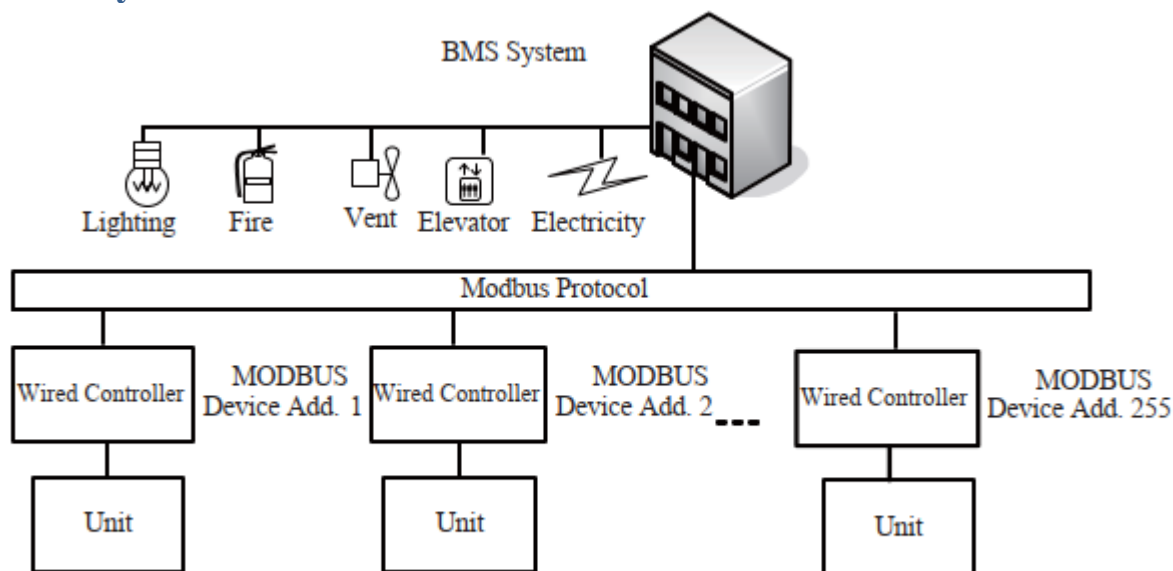 BMS System
Lighting
Fire
Vent
Elevator
Electricity
Modbus Protocol
Wired Controller
MODBUS
Device Add. 1
Wired Controller
MODBUS
Device Add. 2
Wired Controller
MODBUS
Device Add. 255
Unit
Unit
Unit